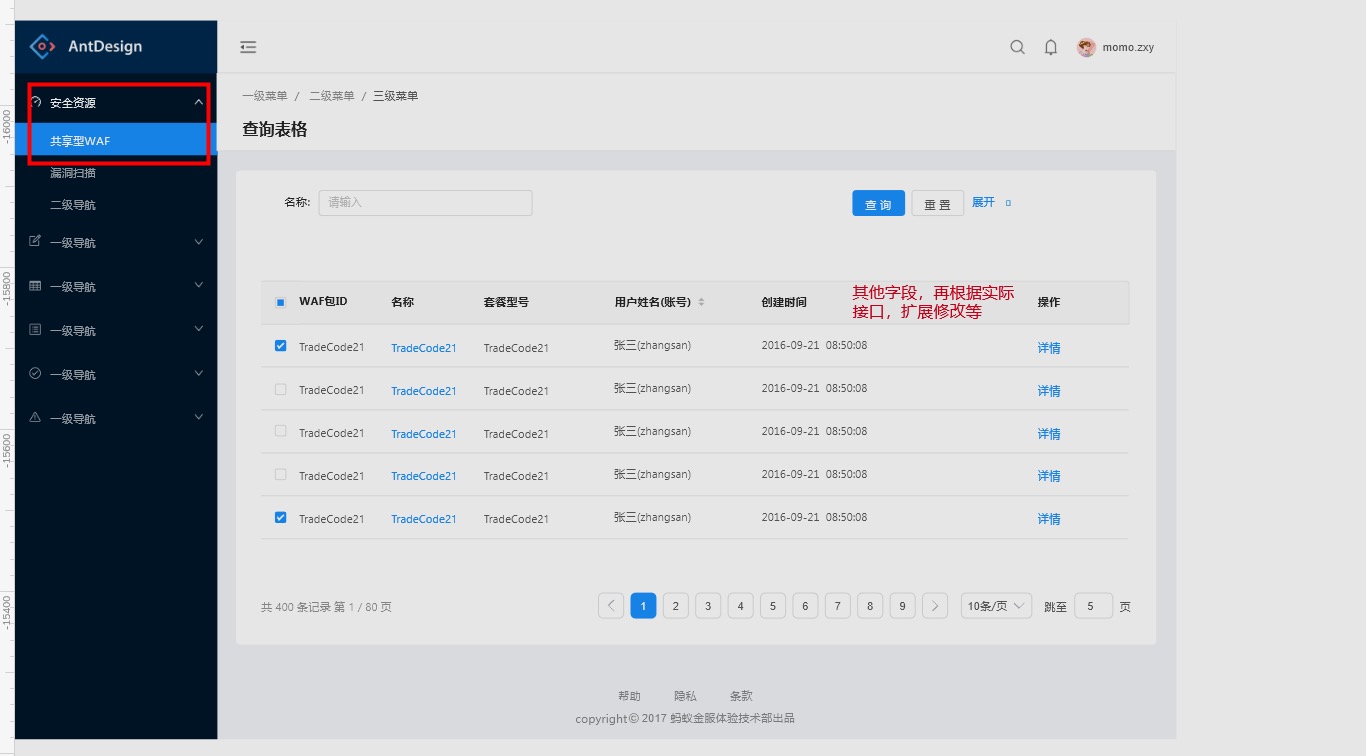 AntDesign
momo.zxy
安全资源
共享型WAF
漏洞扫描
二级导航
一级导航
一级导航
一级导航
一级导航
一级导航
一级菜单 / 二级菜单 / 三级菜单
查询表格
名称: 请输入 查 询 重 置 展开
WAF包ID 名称 套餐型号 用户姓名(账号) 创建时间 操作
其他字段，再根据实际
接口，扩展修改等
TradeCode21 TradeCode21 TradeCode21 张三(zhangsan) 2016-09-21 08:50:08 详情
TradeCode21 TradeCode21 TradeCode21 张三(zhangsan) 2016-09-21 08:50:08 详情
TradeCode21 TradeCode21 TradeCode21 张三(zhangsan) 2016-09-21 08:50:08 详情
TradeCode21 TradeCode21 TradeCode21 张三(zhangsan) 2016-09-21 08:50:08 详情
TradeCode21 TradeCode21 TradeCode21 张三(zhangsan) 2016-09-21 08:50:08 详情
共 400 条记录 第 1 / 80 页 1 2 3 4 5 6 7 8 9 10条/页 跳至 5 页
帮助 隐私 条款
copyright© 2017 蚂蚁金服体验技术部出品
-16000
-15800
-15600
-15400